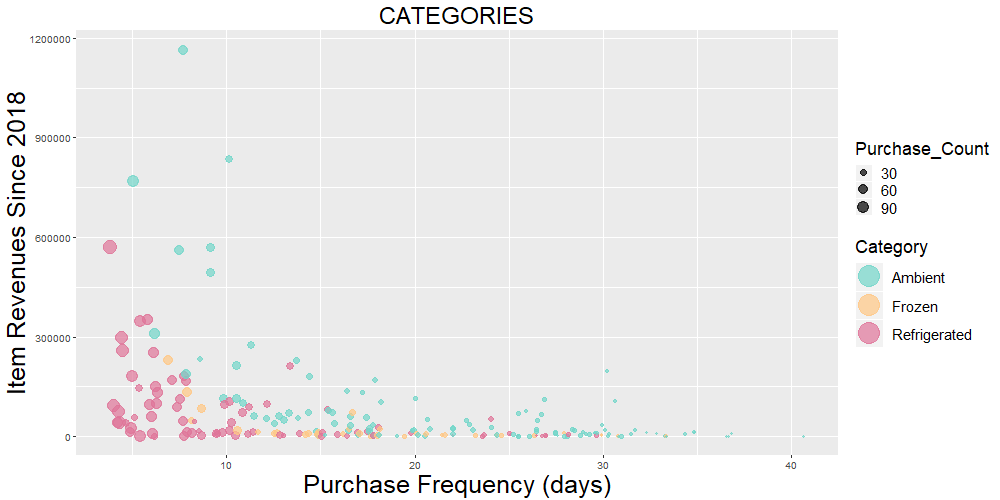 CATEGORIES
Item Revenues Since 2018
1200000
900000
600000
300000
0
10
20
30
40
Purchase Frequency (days)
Purchase_Count
30
60
90
Category
Ambient
Frozen
Refrigerated